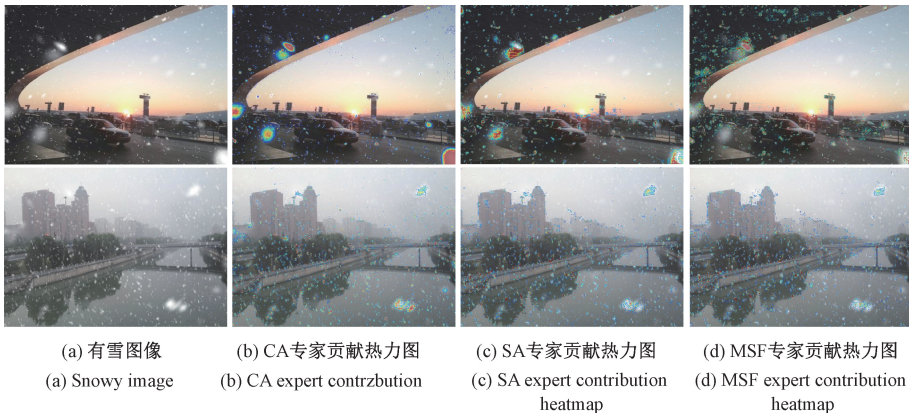 (a) 有雪图像
(b) CA专家贡献热力图
(c) SA专家贡献热力图
(d) MSF专家贡献热力图
(a) Snowy image
(b) CA expert contrzbution
(c) SA expert contribution
heatmap
(d) MSF expert contribution
heatmap